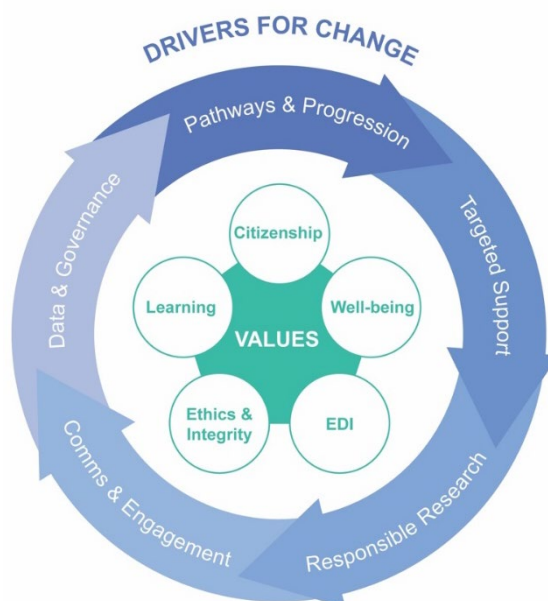 DRIVERS FOR CHANGE
Pathways & Progression
Targeted Support
Responsible Research
Comms & Engagement
Data & Governance
Citizenship
Learning
Well-being
VALUES
Ethics &
Integrity
EDI